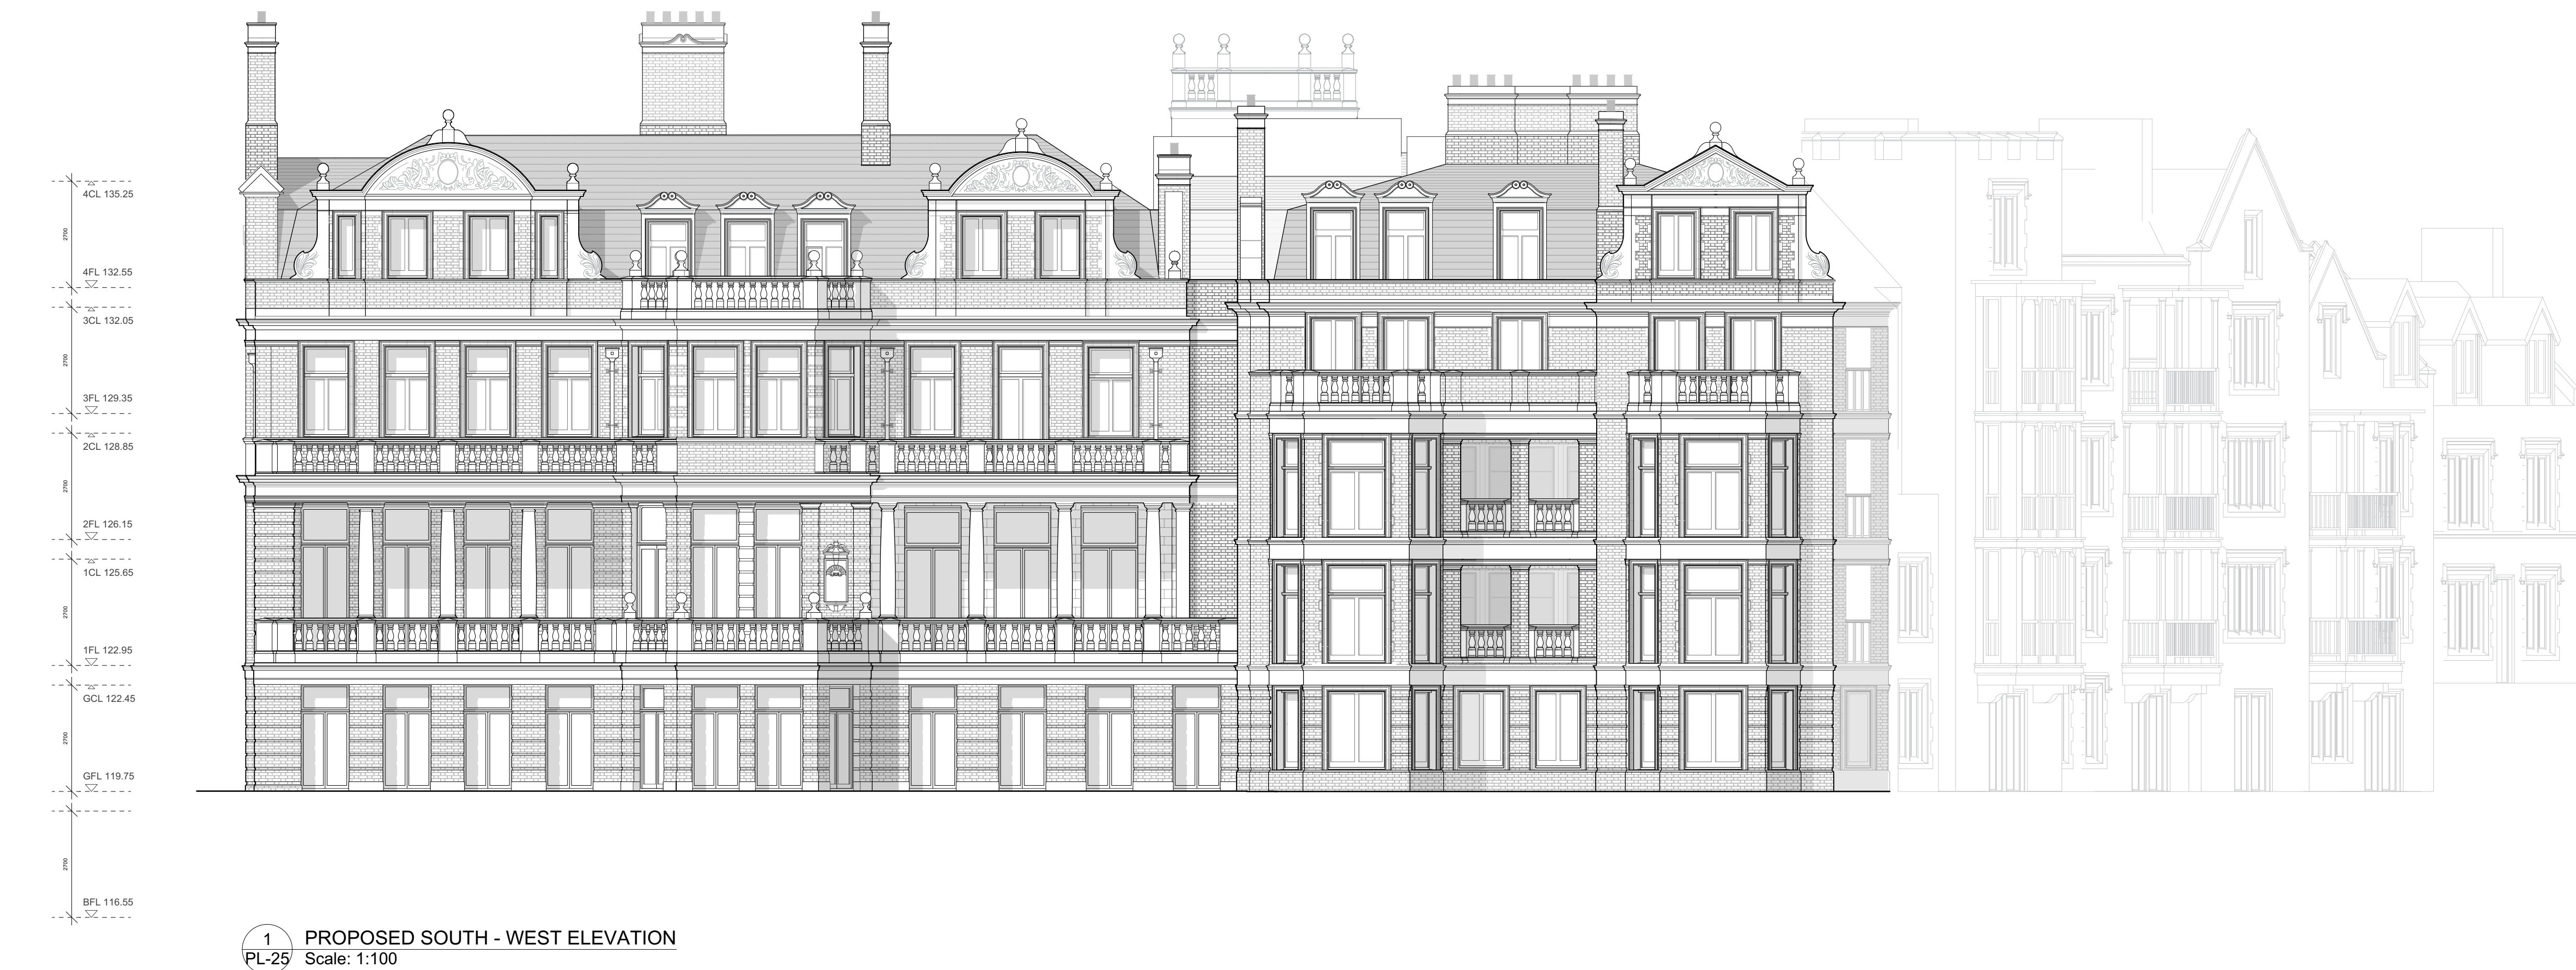 4CL 135.25
2700
4FL 132.55
3CL 132.05
2700
3FL 129.35
2CL 128.85
2700
2FL 126.15
1CL 125.65
2700
1FL 122.95
GCL 122.45
2700
GFL 119.75
2700
BFL 116.55
1
PL-25
PROPOSED SOUTH - WEST ELEVATION
Scale: 1:100